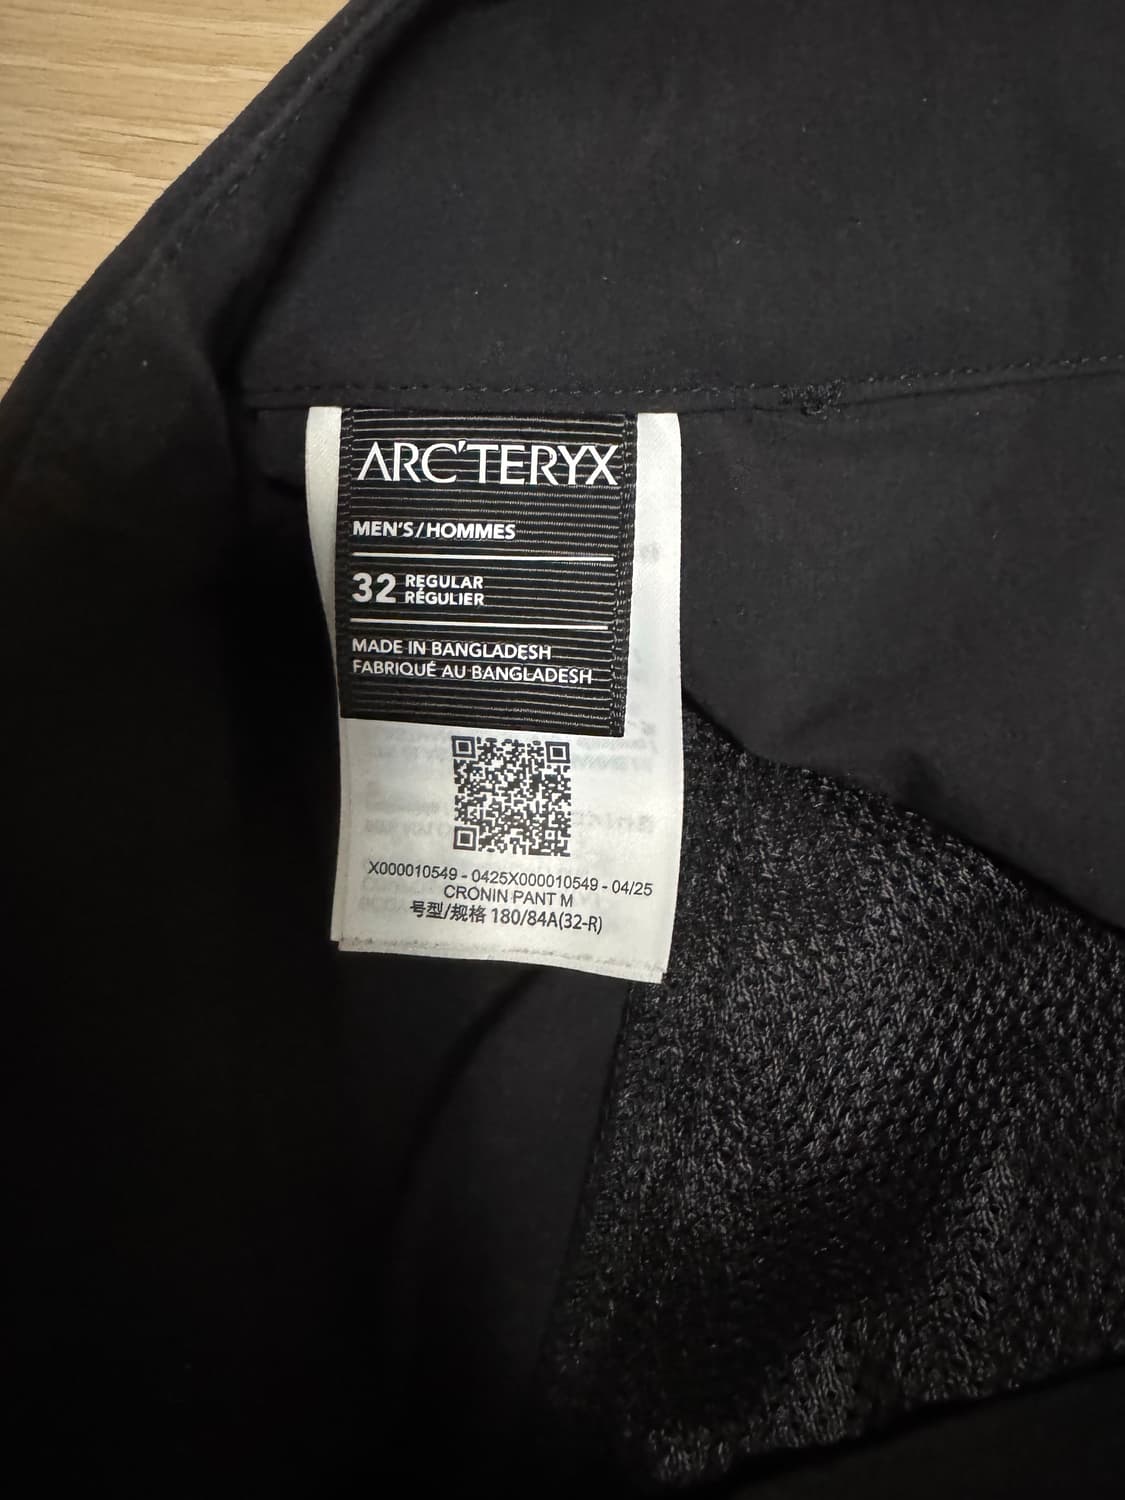 ARC'TERYX
MEN'S/HOMMES
32 REGULAR
RÉGULIER
MADE IN BANGLADESH
FABRIQUÉ AU BANGLADESH
X000010549 - 0425X000010549 - 04/25
CRONIN PANT M
号型/规格 180/84A(32-R)